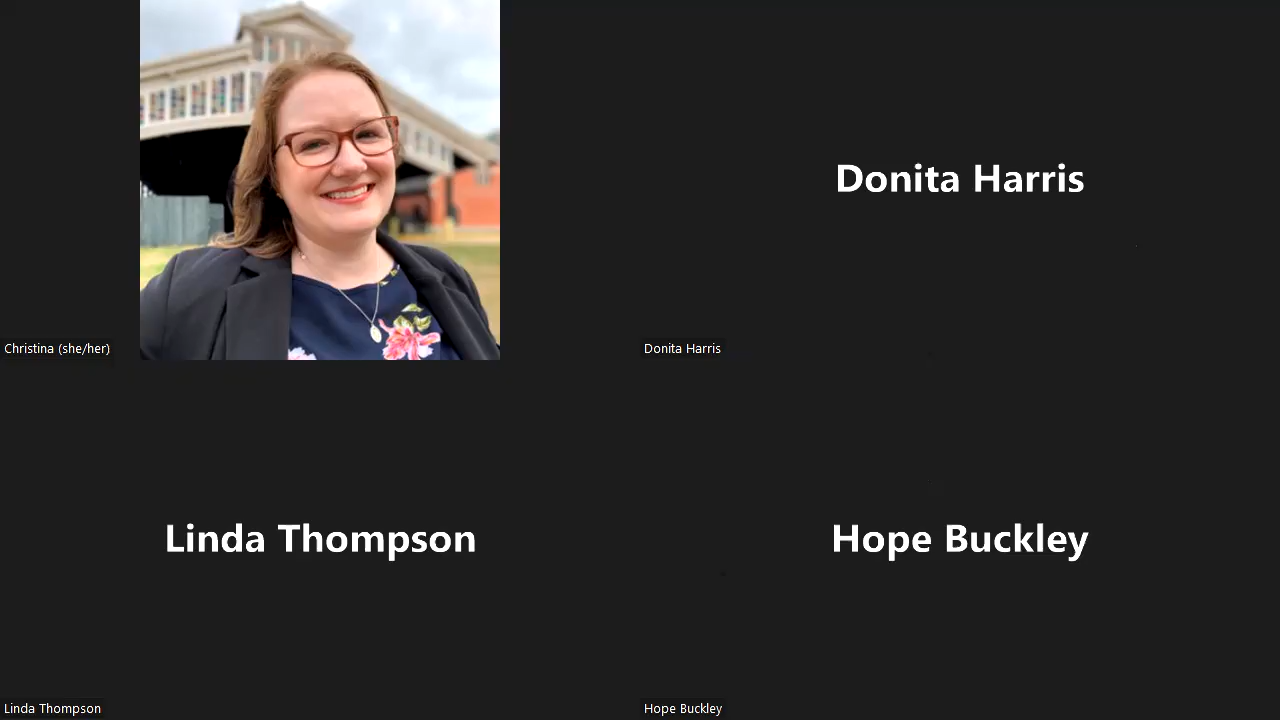 Donita Harris
Christina (she/her)
Donita Harris
Linda Thompson
Hope Buckley
Linda Thompson
Hope Buckley